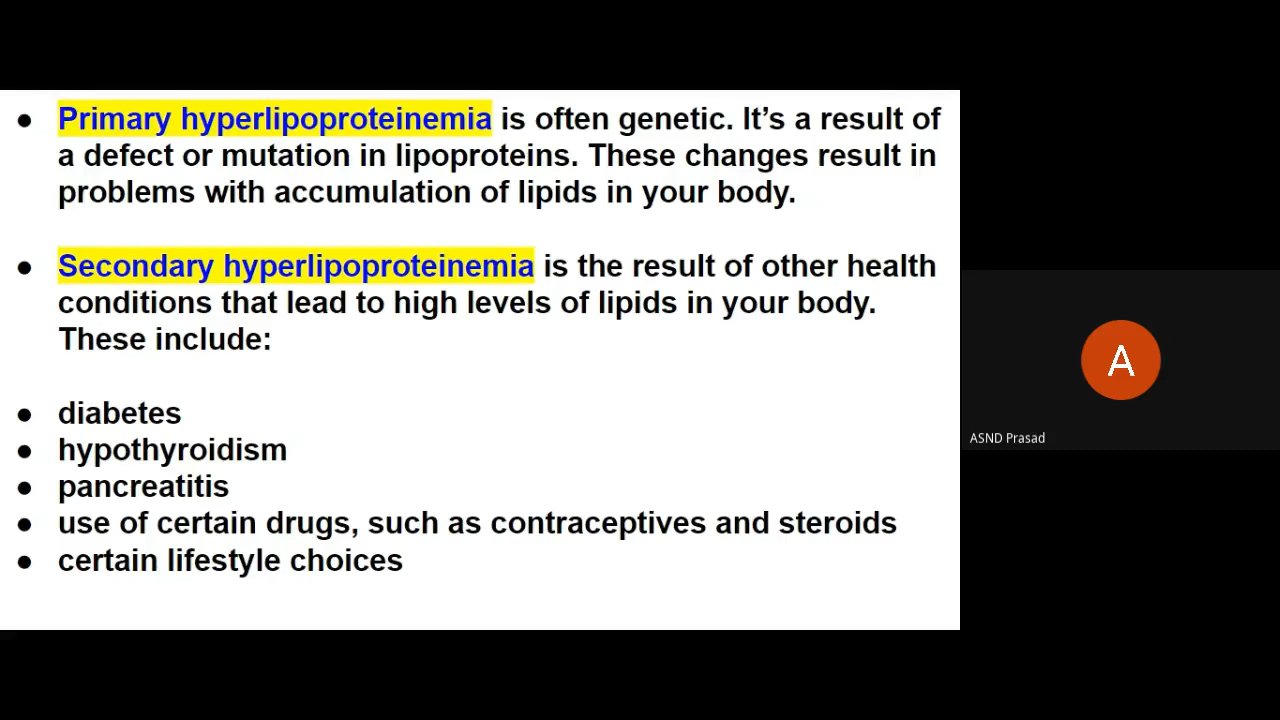 ● Primary hyperlipoproteinemia is often genetic. It’s a result of
a defect or mutation in lipoproteins. These changes result in
problems with accumulation of lipids in your body.
● Secondary hyperlipoproteinemia is the result of other health
conditions that lead to high levels of lipids in your body.
These include:
● diabetes
● hypothyroidism
● pancreatitis
● use of certain drugs, such as contraceptives and steroids
● certain lifestyle choices
A
ASND Prasad